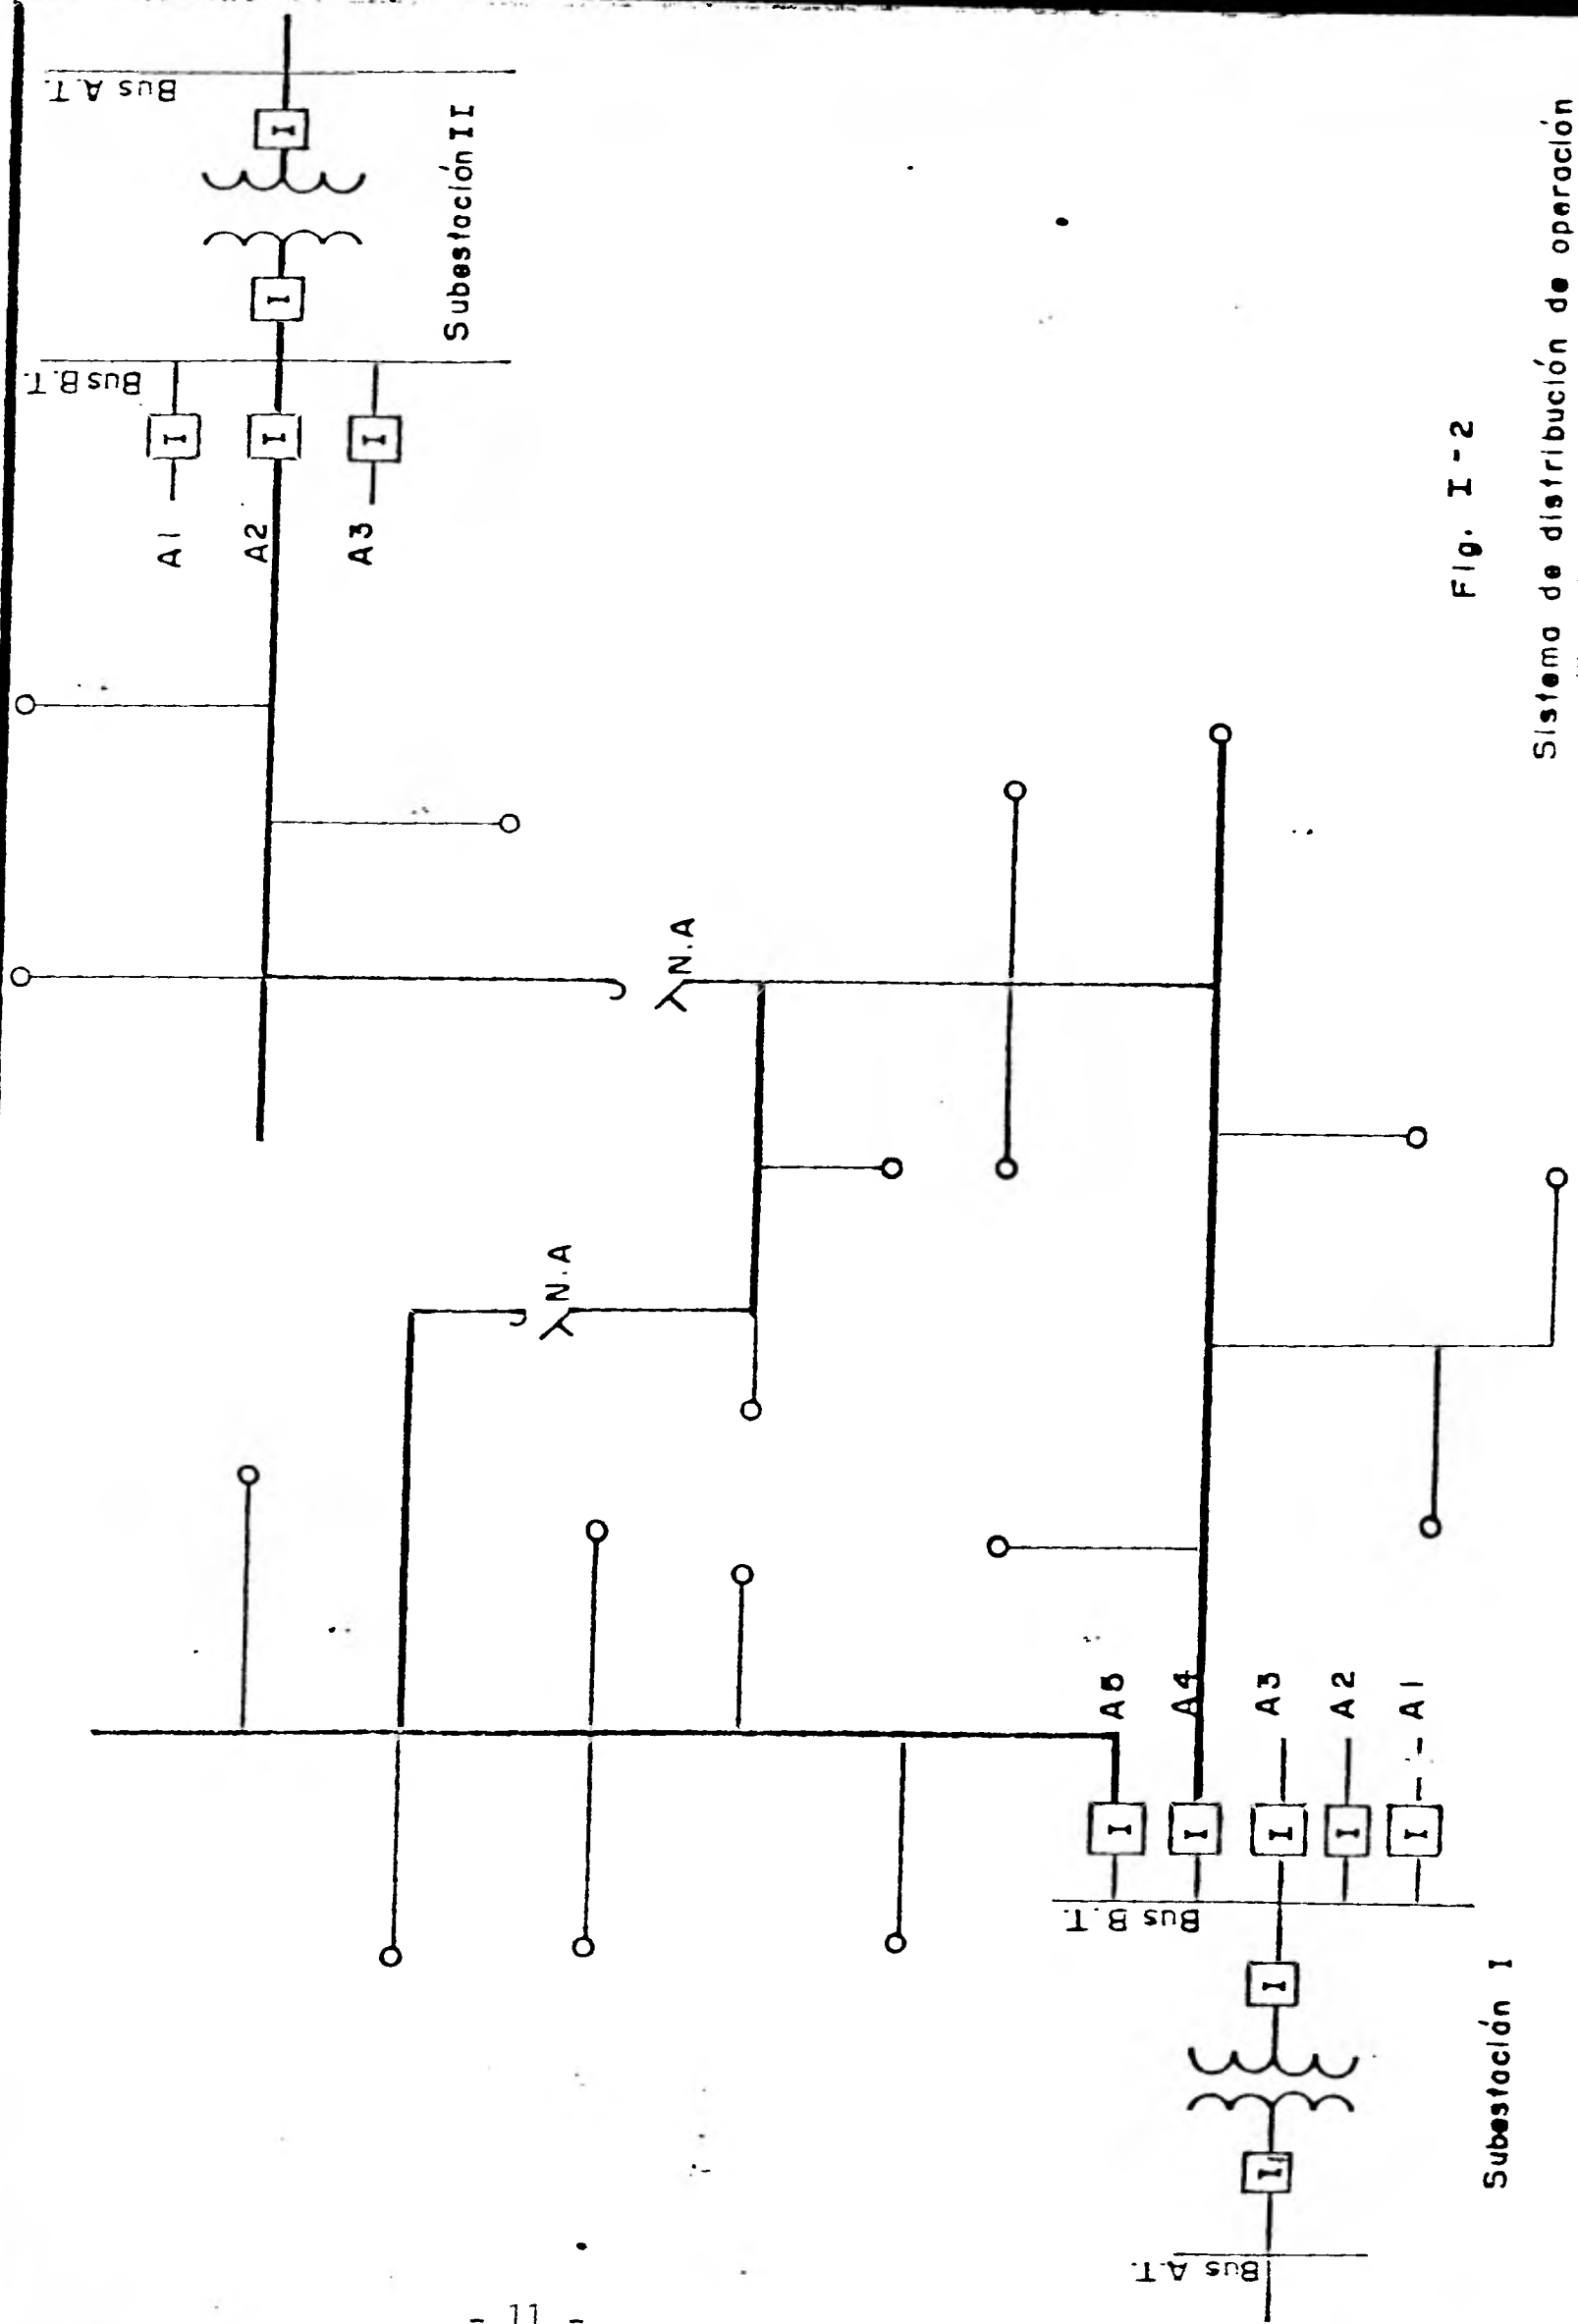 Bus A.T.
Subestación II
Bus B.T.
I
I
I
I
I
A1
A2
A3
N.A
N.A
A5
A4
A3
A2
A1
I
I
I
I
I
Bus B.T.
I
I
Bus A.T.
Subestación I
Fig. I-2
Sistema de distribución de operación
- 11 -